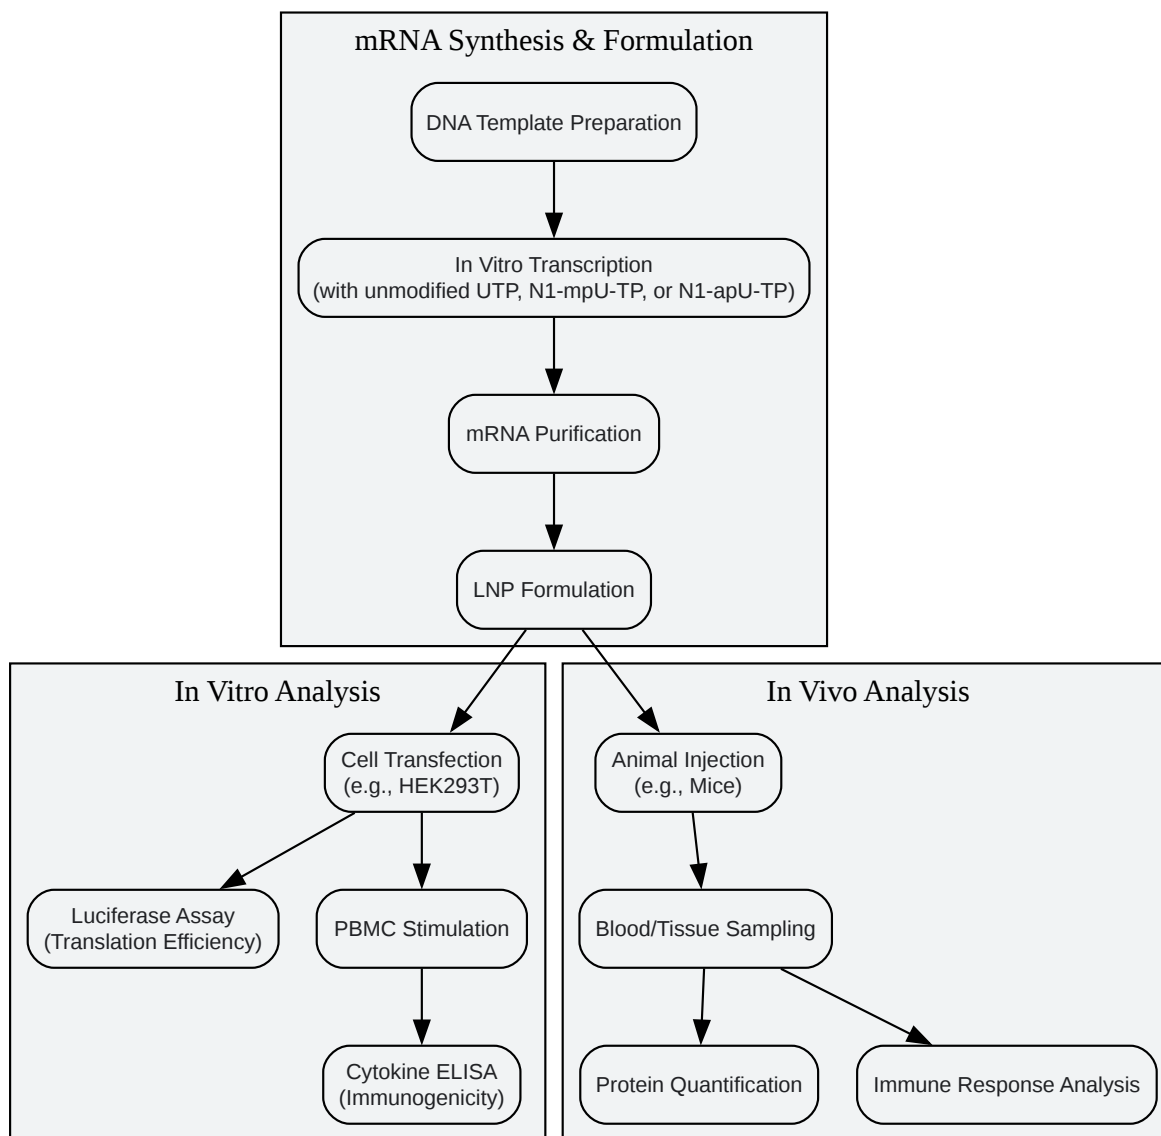 mRNA Synthesis & Formulation
DNA Template Preparation
In Vitro Transcription
(with unmodified UTP, N1-mpU-TP, or N1-apU-TP)
mRNA Purification
LNP Formulation
In Vitro Analysis
Cell Transfection
(e.g., HEK293T)
Luciferase Assay
(Translation Efficiency)
PBMC Stimulation
Cytokine ELISA
(Immunogenicity)
In Vivo Analysis
Animal Injection
(e.g., Mice)
Blood/Tissue Sampling
Protein Quantification
Immune Response Analysis